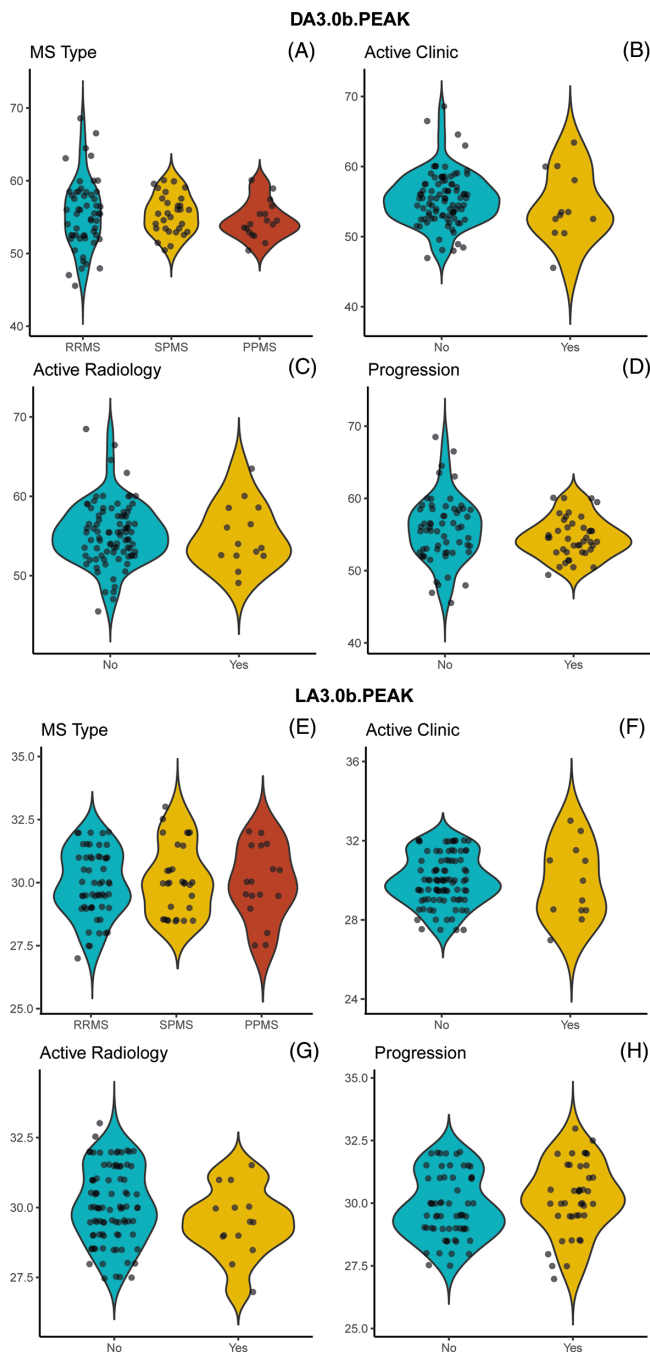 DA3.0b.PEAK
MS Type (A)
70
60
50
40
RRMS SPMS PPMS
Active Clinic (B)
70
60
50
40
No Yes
Active Radiology (C)
70
60
50
No Yes
Progression (D)
70
60
50
40
No Yes
LA3.0b.PEAK
MS Type (E)
35.0
32.5
30.0
27.5
25.0
RRMS SPMS PPMS
Active Clinic (F)
36
32
28
24
No Yes
Active Radiology (G)
32.5
30.0
27.5
No Yes
Progression (H)
35.0
32.5
30.0
27.5
25.0
No Yes